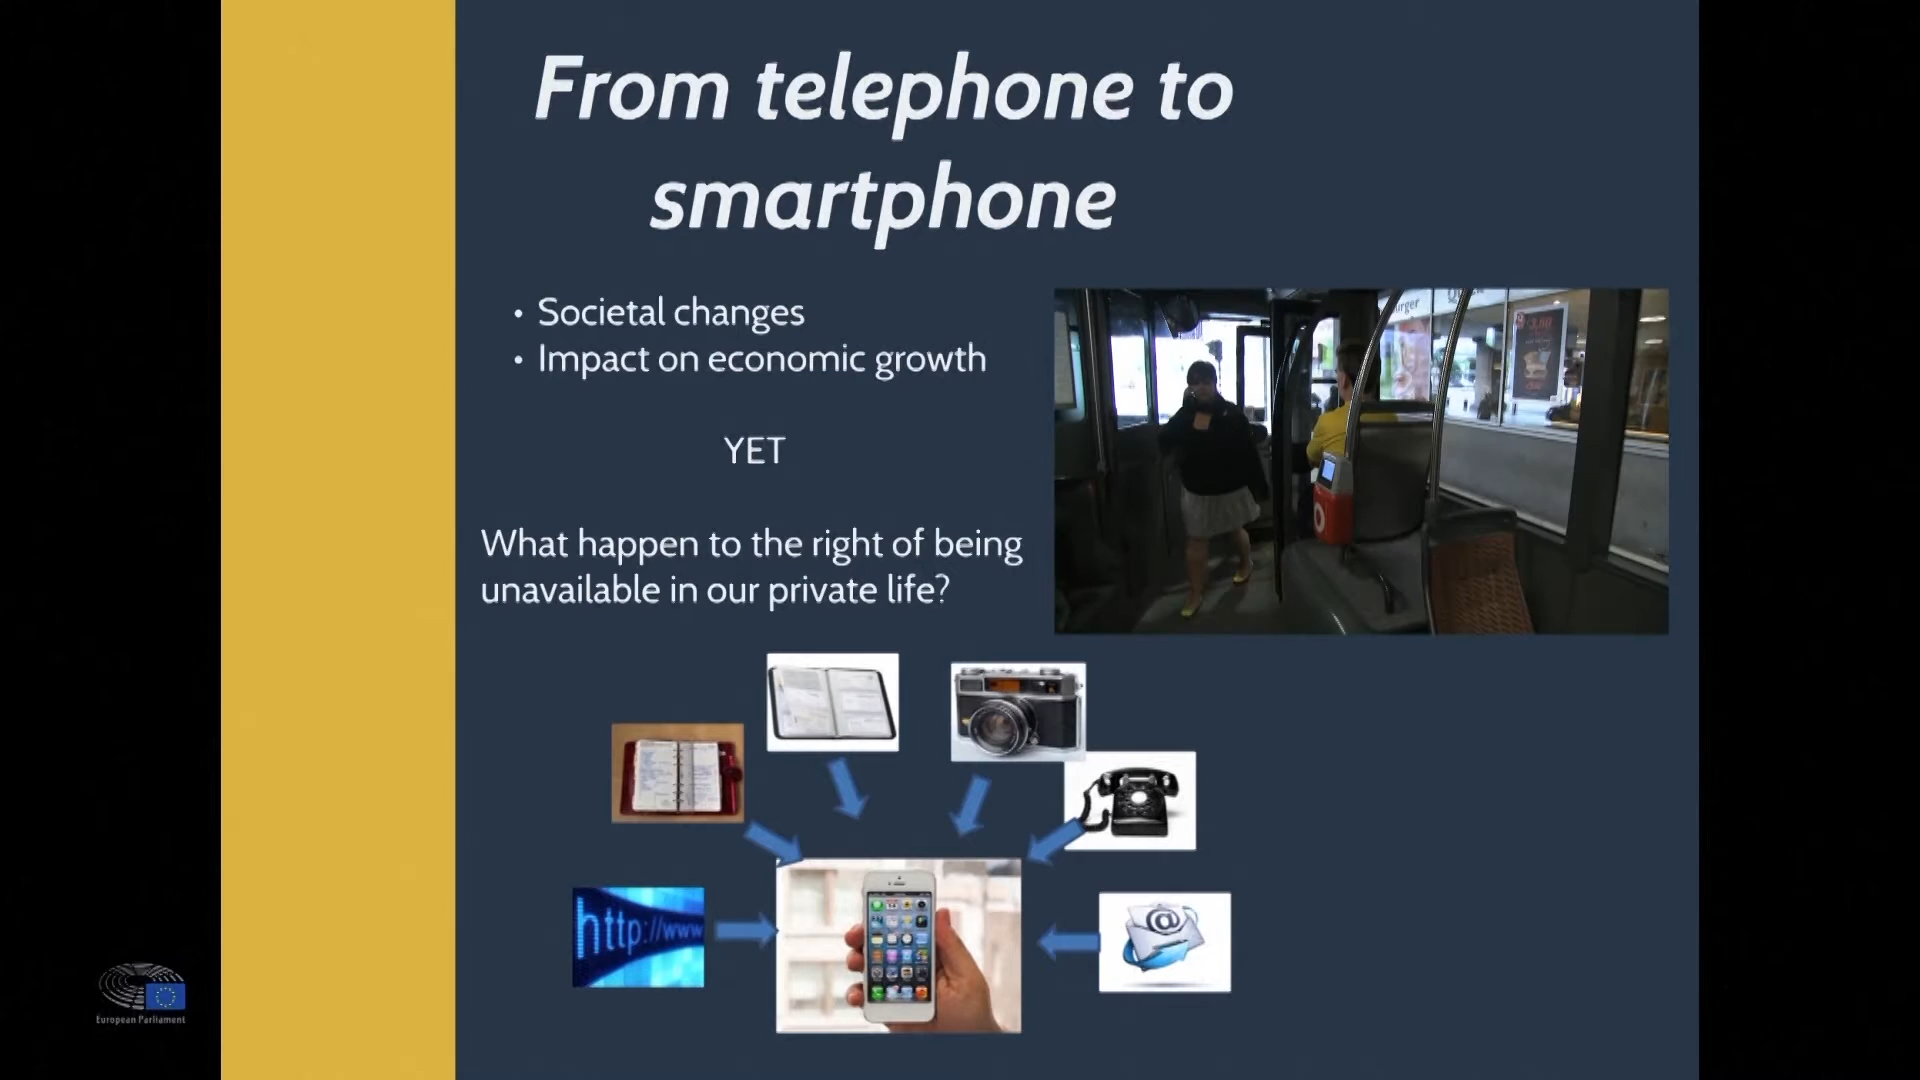 From telephone to
smartphone
• Societal changes
• Impact on economic growth
YET
What happen to the right of being
unavailable in our private life?
http://www
@
European Parliament